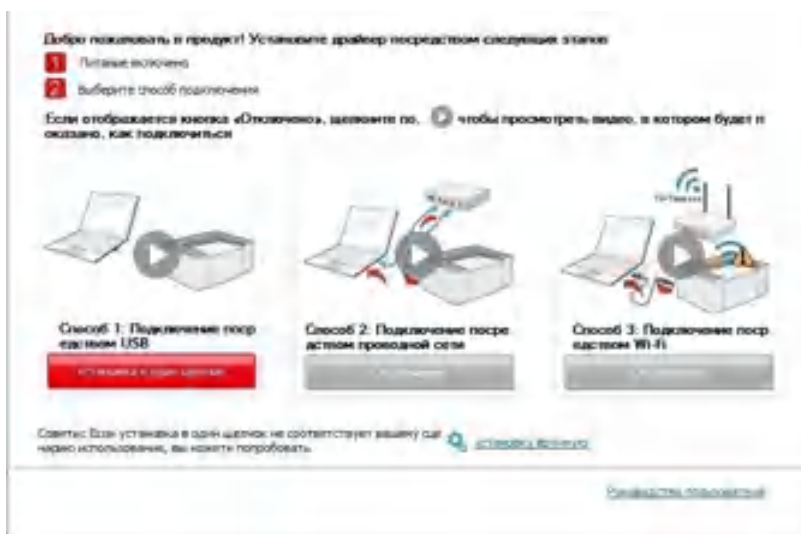 Добро пожаловать в продукт! Установите драйвер посредством следующих этапов
1 Питание включено
2 Выберите способ подключения
Если отображается кнопка «Отключено», щелкните по, чтобы просмотреть видео, в котором будет п
оказано, как подключиться
Способ 1: Подключение поср
едством USB
Способ 2: Подключение посре
дством проводной сети
Способ 3: Подключение поср
едством Wi-Fi
Установка в один щелчок
Советы: Если установка в один щелчок не соответствует вашему сце
нарию использования, вы можете попробовать
установку вручную
Руководство пользователя